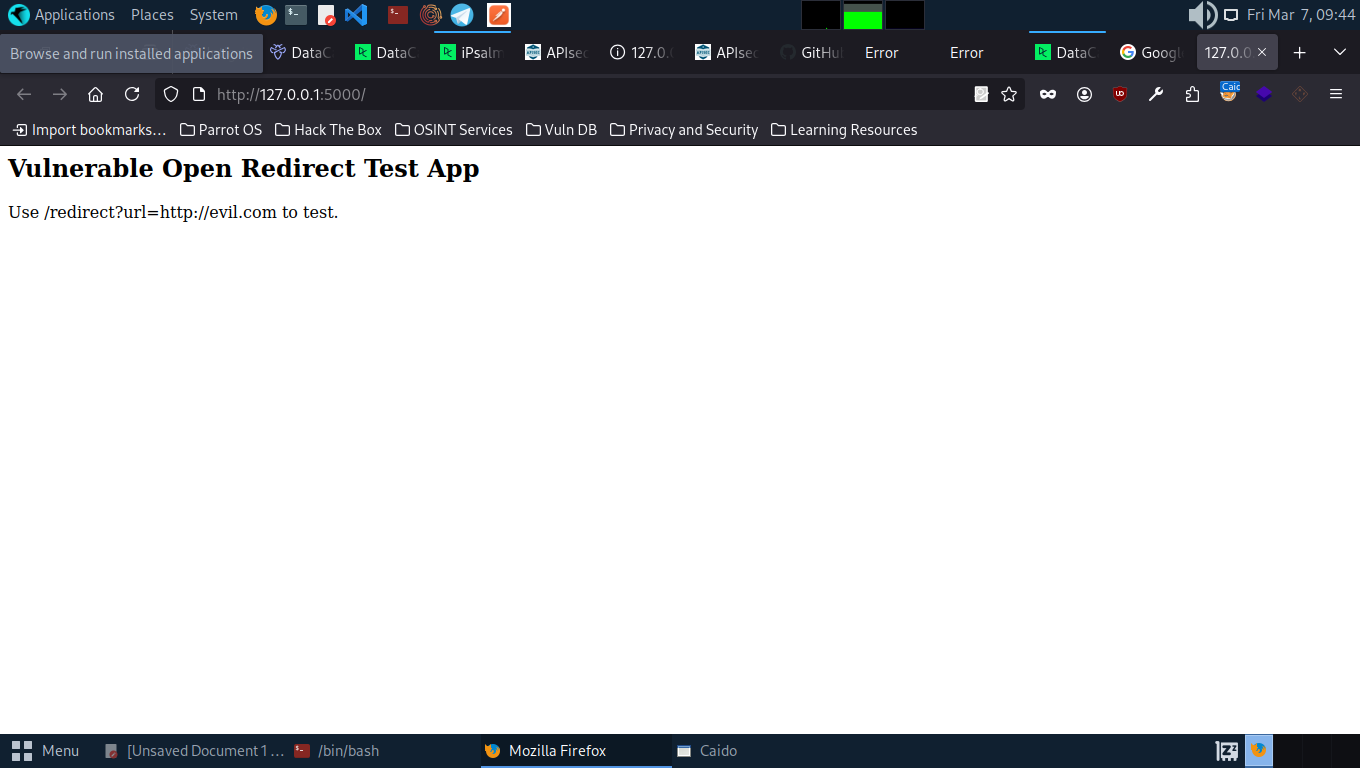 Applications Places System Fri Mar 7, 09:44
Browse and run installed applications DataC DataC iPsalm APIsec 127.0.0 APIsec GitHub Error Error DataC Google 127.0.0
http://127.0.0.1:5000/ Caic
Import bookmarks... Parrot OS Hack The Box OSINT Services Vuln DB Privacy and Security Learning Resources
Vulnerable Open Redirect Test App
Use /redirect?url=http://evil.com to test.
Menu [Unsaved Document 1 ... /bin/bash Mozilla Firefox Caido